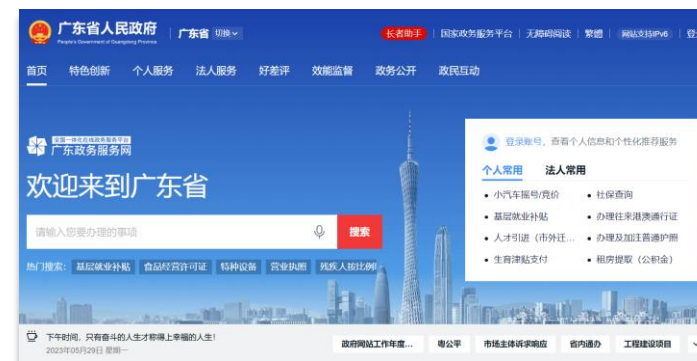 广东省人民政府
People's Government of Guangdong Province
广东省 切换
长者助手 国家政务服务平台 无障碍阅读 繁體 网站支持IPv6 登
首页 特色创新 个人服务 法人服务 好差评 效能监督 政务公开 政民互动
全国一体化在线政务服务平台
广东政务服务网
欢迎来到广东省
请输入您要办理的事项 搜索
热门搜索： 基层就业补贴 食品经营许可证 特种设备 营业执照 残疾人按比例
登录账号，查看个人信息和个性化推荐服务
个人常用 法人常用
• 小汽车摇号/竞价 • 社保查询
• 基层就业补贴 • 办理往来港澳通行证
• 人才引进（市外迁... • 办理及加注普通护照
• 生育津贴支付 • 租房提取（公积金）
下午时间，只有奋斗的人生才称得上幸福的人生！
2023年05月29日 星期一
政府网站工作年度... 粤公平 市场主体诉求响应 省内通办 工程建设项目